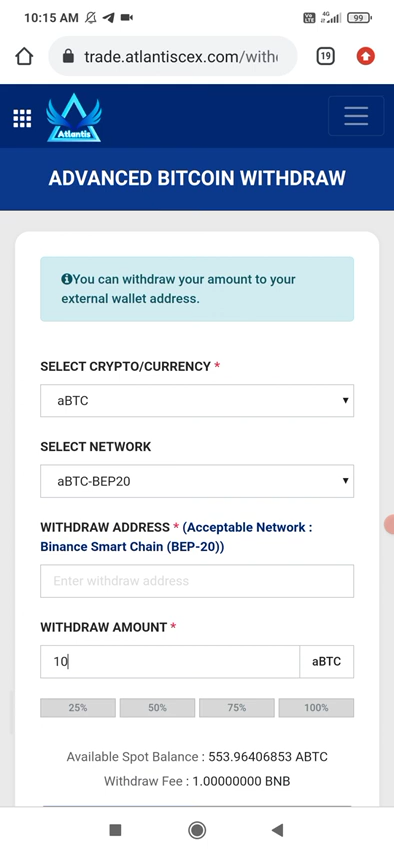 10:15 AM
4G
99
trade.atlantiscex.com/with
19
Atlantis
ADVANCED BITCOIN WITHDRAW
You can withdraw your amount to your
external wallet address.
SELECT CRYPTO/CURRENCY *
aBTC
SELECT NETWORK
aBTC-BEP20
WITHDRAW ADDRESS * (Acceptable Network :
Binance Smart Chain (BEP-20))
Enter withdraw address
WITHDRAW AMOUNT *
10
aBTC
25%
50%
75%
100%
Available Spot Balance : 553.96406853 ABTC
Withdraw Fee : 1.00000000 BNB